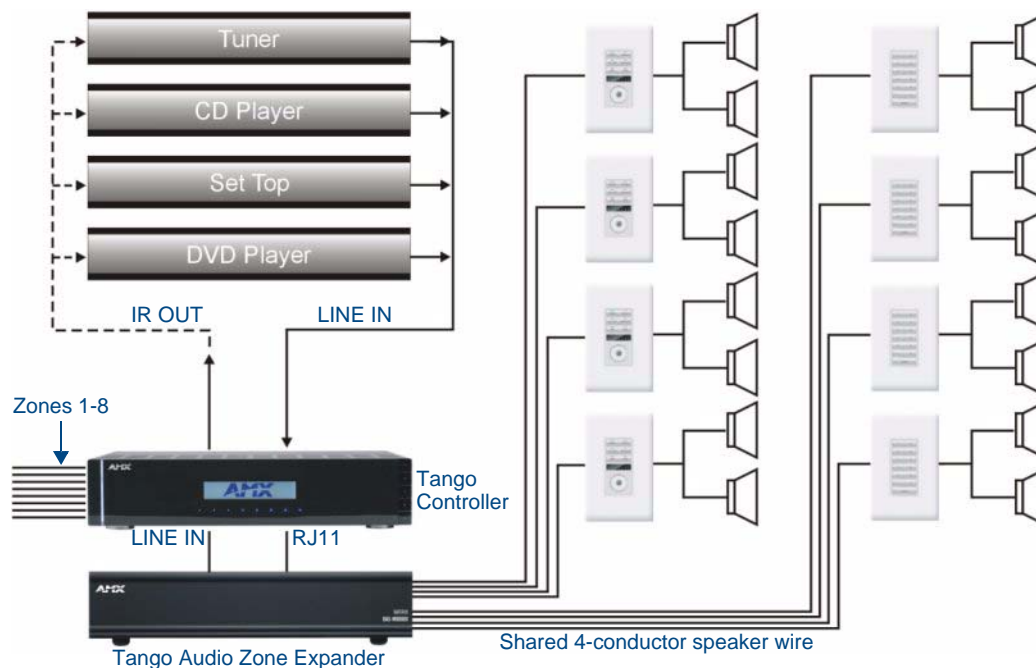 Tuner
CD Player
Set Top
DVD Player
IR OUT
LINE IN
Zones 1-8
AMX
AMX
Tango
Controller
LINE IN
RJ11
AMX
Shared 4-conductor speaker wire
Tango Audio Zone Expander